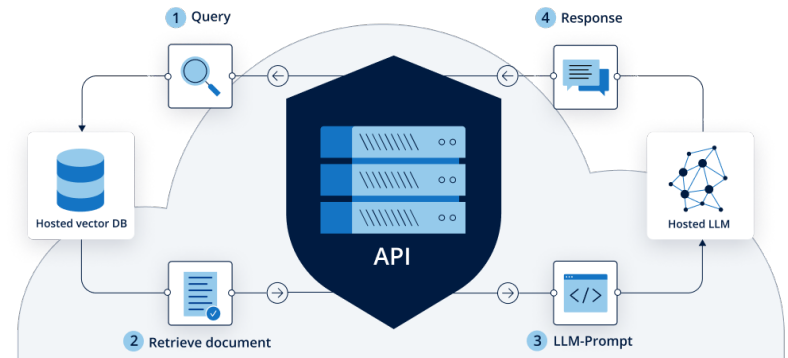 1 Query
4 Response
Hosted vector DB
API
Hosted LLM
2 Retrieve document
3 LLM-Prompt